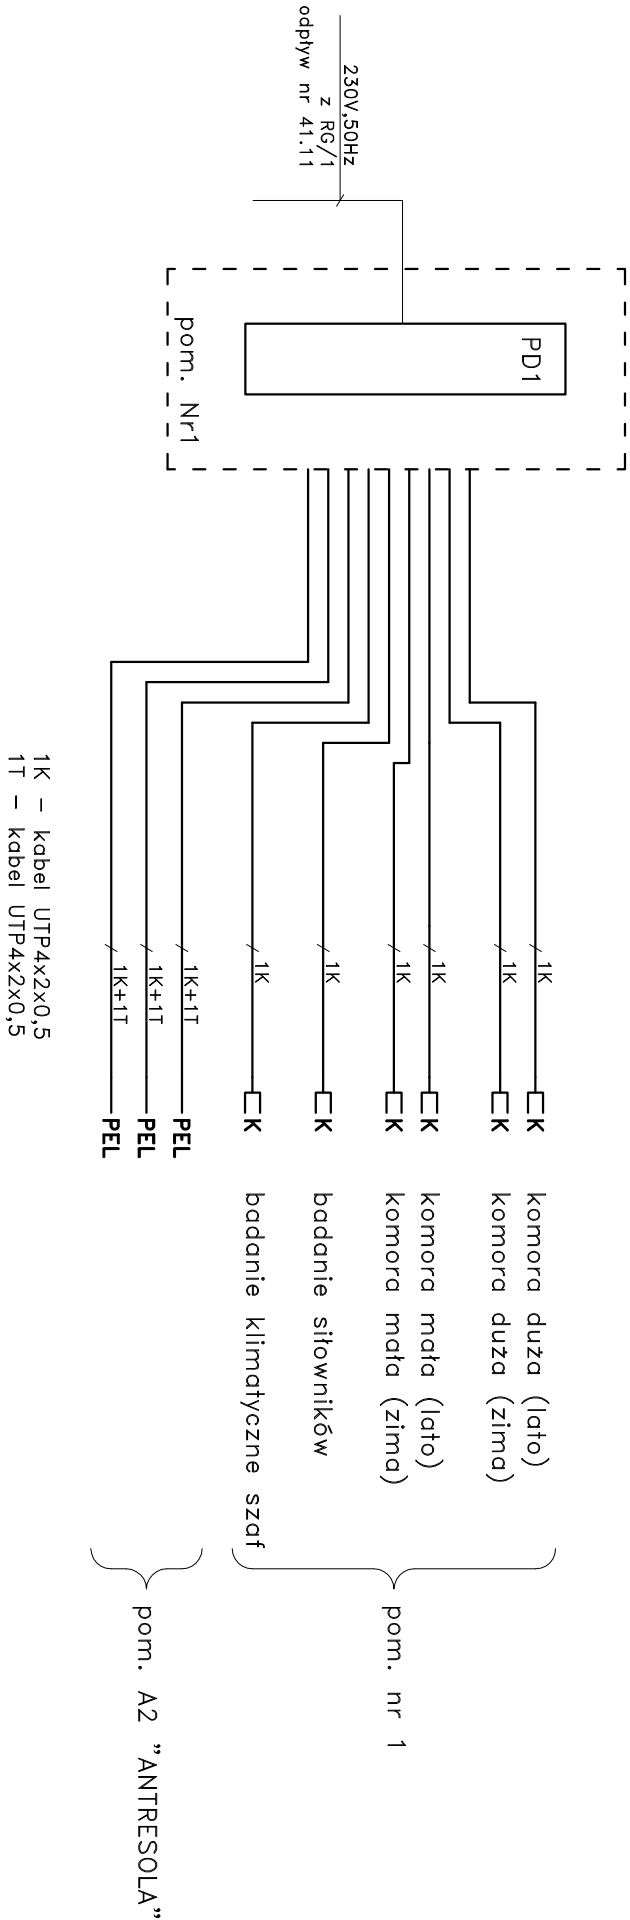 230V,50Hz
z RG/1
odpływ nr 41.11
PD1
pom. Nr1
1K K komora duża (lato)
1K K komora duża (zima)
1K K komora mała (lato)
1K K komora mała (zima)
1K K badanie siłowników
1K K badanie klimatyczne szaf
pom. nr 1
1K+1T PEL
1K+1T PEL
1K+1T PEL
pom. A2 "ANTRESOLA"
1K – kabel UTP4x2x0,5
1T – kabel UTP4x2x0,5